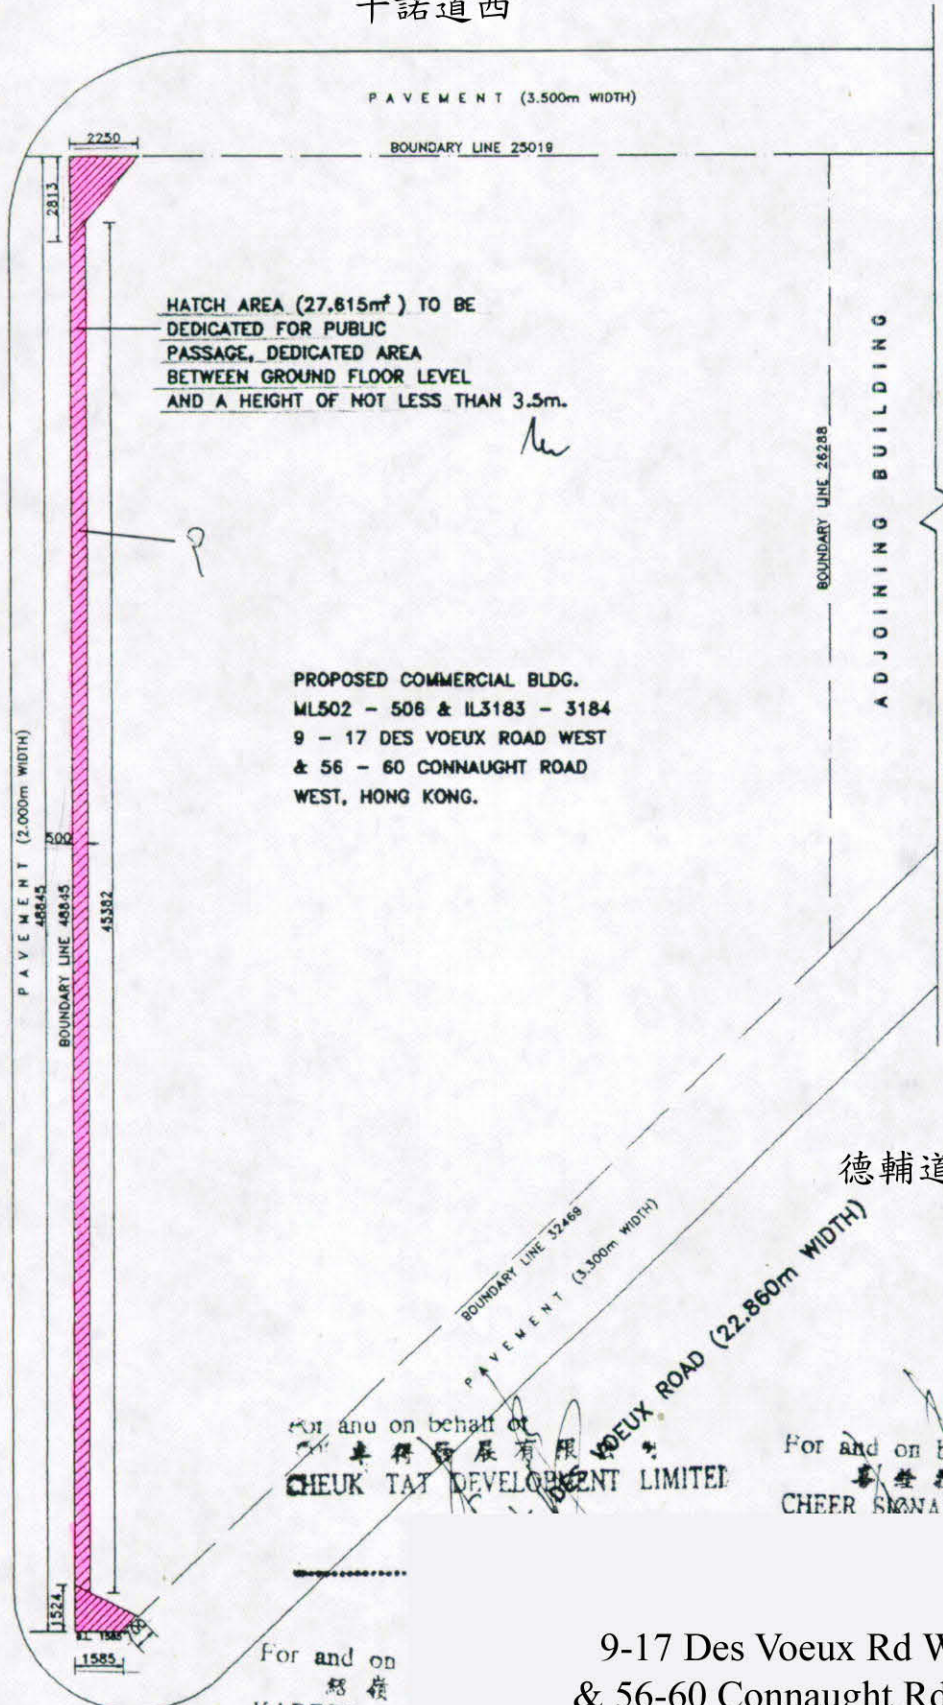 干諾道西
PAVEMENT (3.500m WIDTH)
2250
BOUNDARY LINE 25019
2813
HATCH AREA (27.615m²) TO BE
DEDICATED FOR PUBLIC
PASSAGE, DEDICATED AREA
BETWEEN GROUND FLOOR LEVEL
AND A HEIGHT OF NOT LESS THAN 3.5m.
BOUNDARY LINE 26288
ADJOINING BUILDING
PROPOSED COMMERCIAL BLDG.
ML502 - 506 & IL3183 - 3184
9 - 17 DES VOEUX ROAD WEST
& 56 - 60 CONNAUGHT ROAD
WEST, HONG KONG.
PAVEMENT (2.000m WIDTH)
48845
500
BOUNDARY LINE 48845
45382
德輔道
BOUNDARY LINE 32469
PAVEMENT (3.300m WIDTH)
DES VOEUX ROAD (22.860m WIDTH)
For and on behalf of
展有限公司
CHEUK TAT DEVELOPMENT LIMITED
For and on
CHEER SIGNA
1524
B.L. 1585
1585
For and on
9-17 Des Voeux Rd W
& 56-60 Connaught Ro